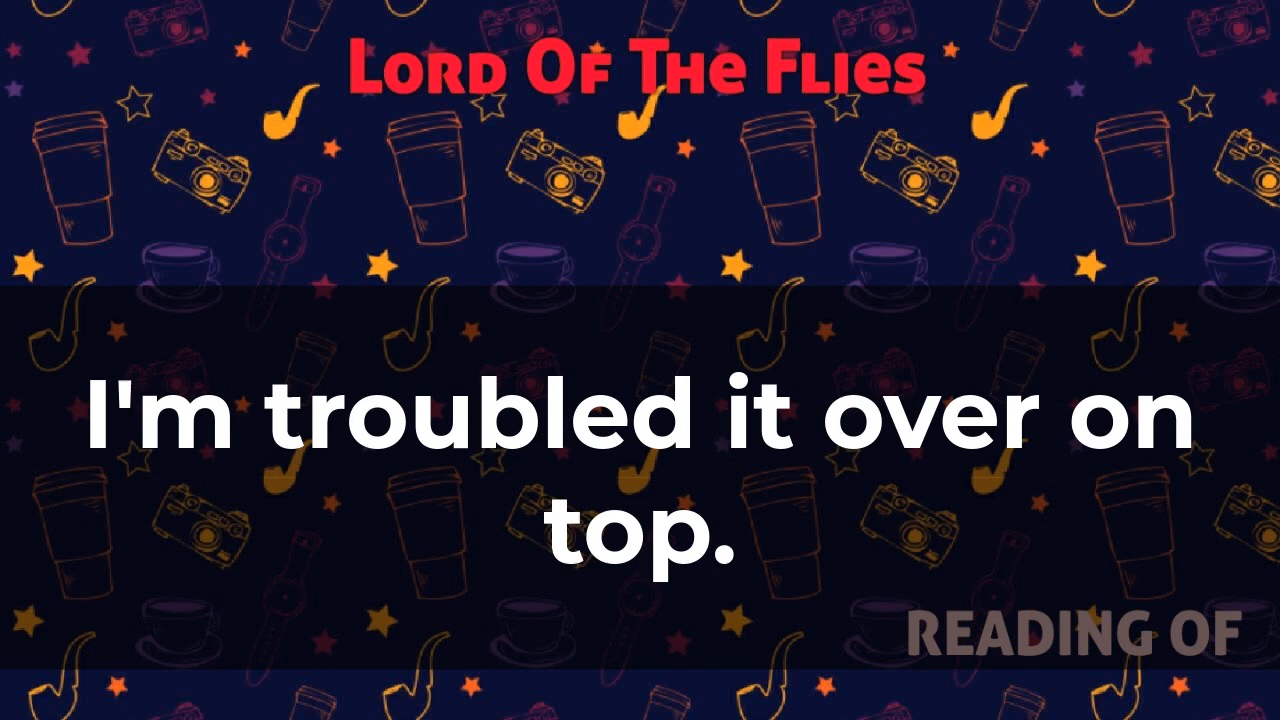 Lord Of The Flies
I'm troubled it over on
top.
READING OF